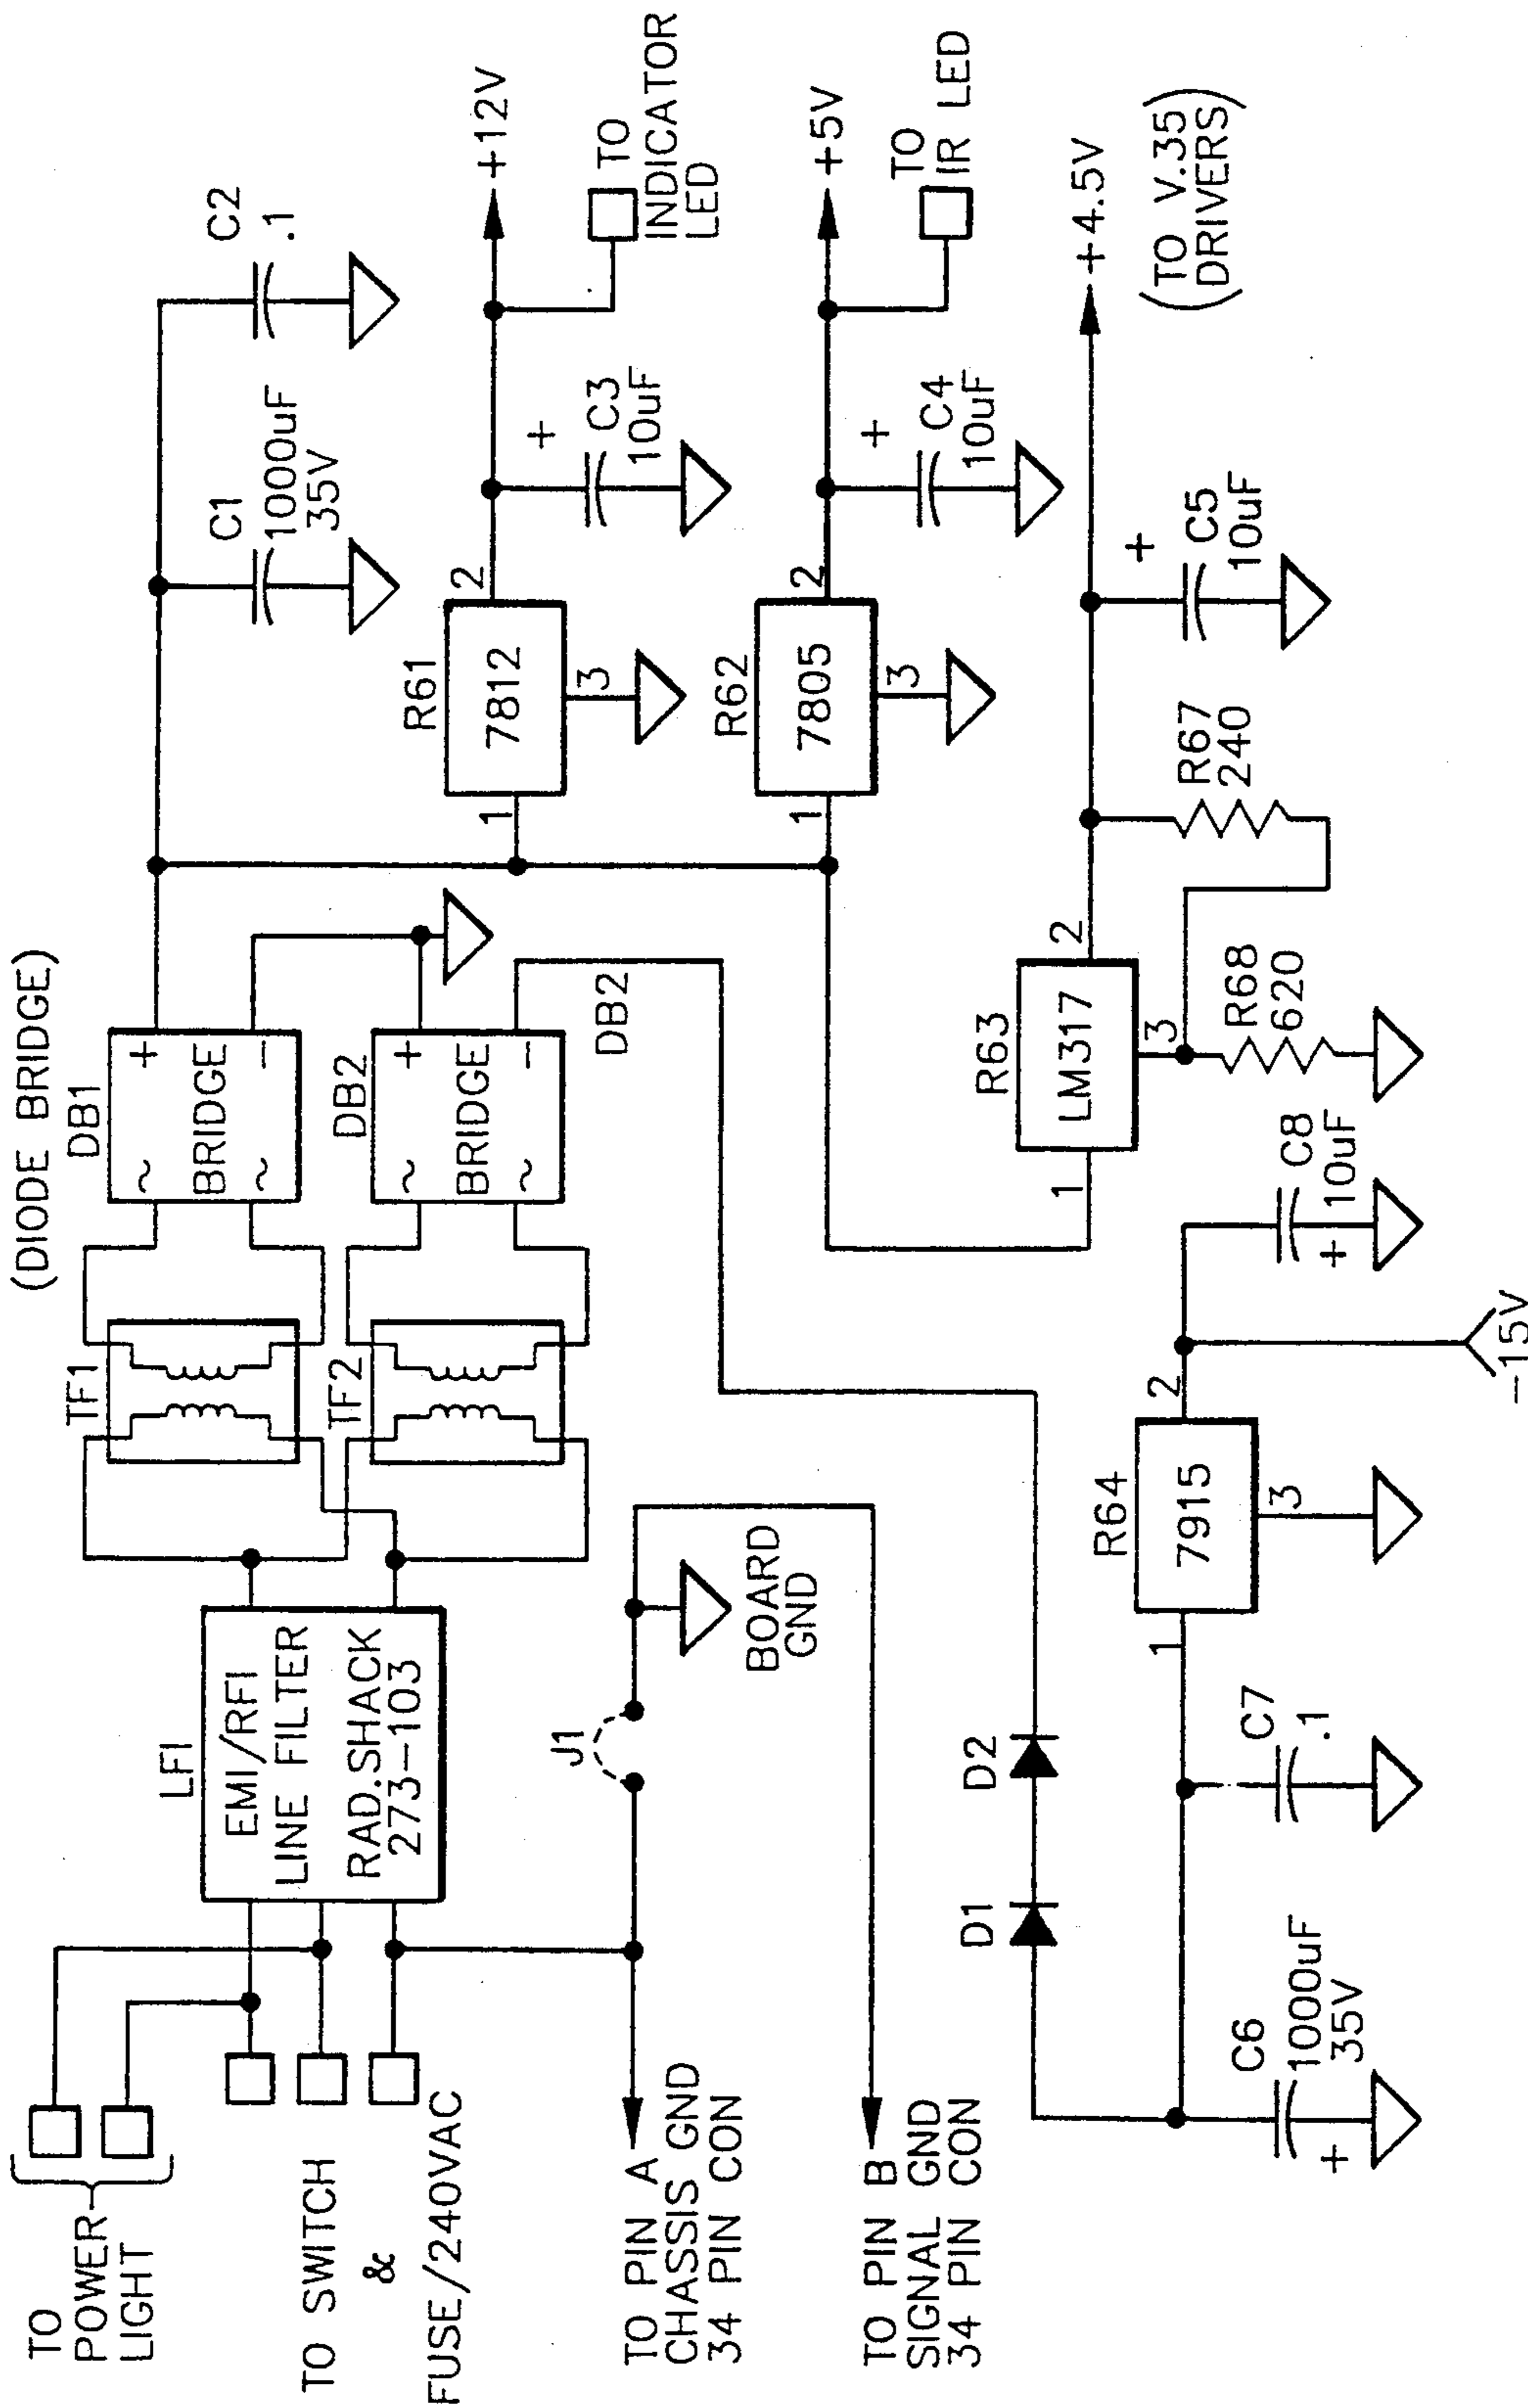 TO
POWER
LIGHT
TO SWITCH
&
FUSE/240VAC
LFI
EMI/RFI
LINE FILTER
RAD.SHACK
273-103
TF1
TF2
(DIODE BRIDGE)
DB1
~ +
BRIDGE
~ −
DB2
~ +
BRIDGE
~ −
DB2
C1
1000uF
35V
C2
.1
R61
7812
1
2
3
+
C3
10uF
+12V
TO
INDICATOR
LED
R62
7805
1
2
3
+
C4
10uF
+5V
TO
IR LED
J1
BOARD
GND
TO PIN A
CHASSIS GND
34 PIN CON
TO PIN B
SIGNAL GND
34 PIN CON
D1
D2
R63
LM317
1
2
3
R68
620
R67
240
+
C5
10uF
+4.5V
(TO V.35
DRIVERS)
C6
1000uF
35V
+
C7
.1
R64
7915
1
2
3
C8
10uF
+
-15V